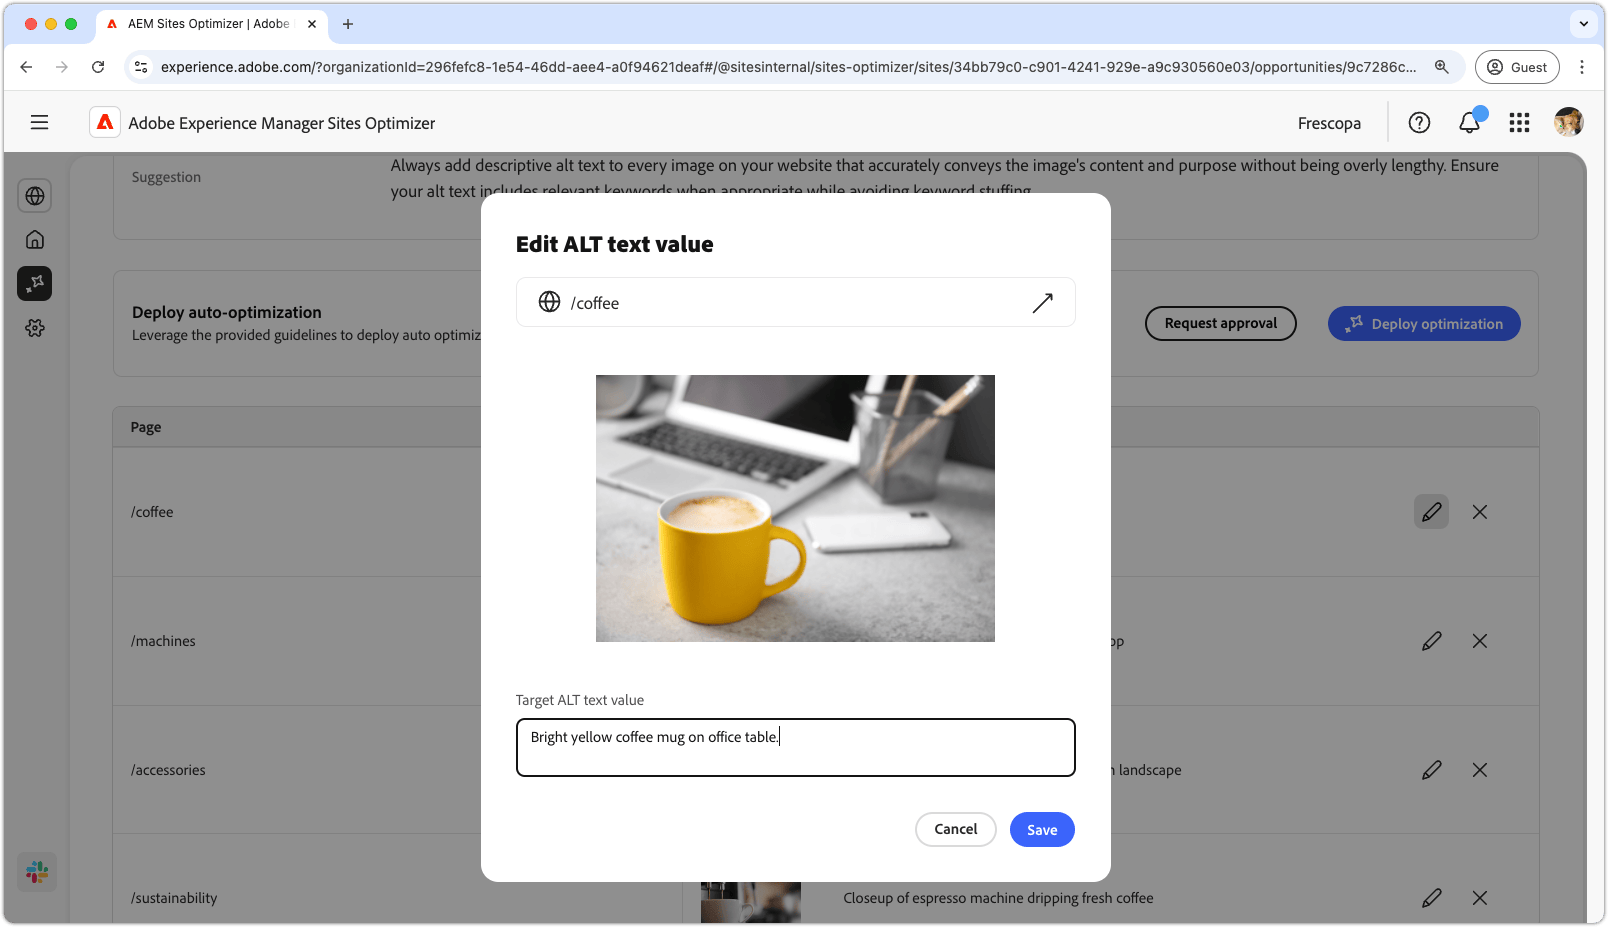 AEM Sites Optimizer | Adobe
experience.adobe.com/?organizationId=296fefc8-1e54-46dd-aee4-a0f94621deaf#/@sitesinternal/sites-optimizer/sites/34bb79c0-c901-4241-929e-a9c930560e03/opportunities/9c7286c...
Guest
Adobe Experience Manager Sites Optimizer
Frescopa
Suggestion
Always add descriptive alt text to every image on your website that accurately conveys the image's content and purpose without being overly lengthy. Ensure
your alt text includes relevant keywords when appropriate while avoiding keyword stuffing.
Deploy auto-optimization
Leverage the provided guidelines to deploy auto optimiz
Request approval
Deploy optimization
Page
/coffee
/machines
op
/accessories
landscape
/sustainability
Closeup of espresso machine dripping fresh coffee
Edit ALT text value
/coffee
Target ALT text value
Bright yellow coffee mug on office table.
Cancel
Save